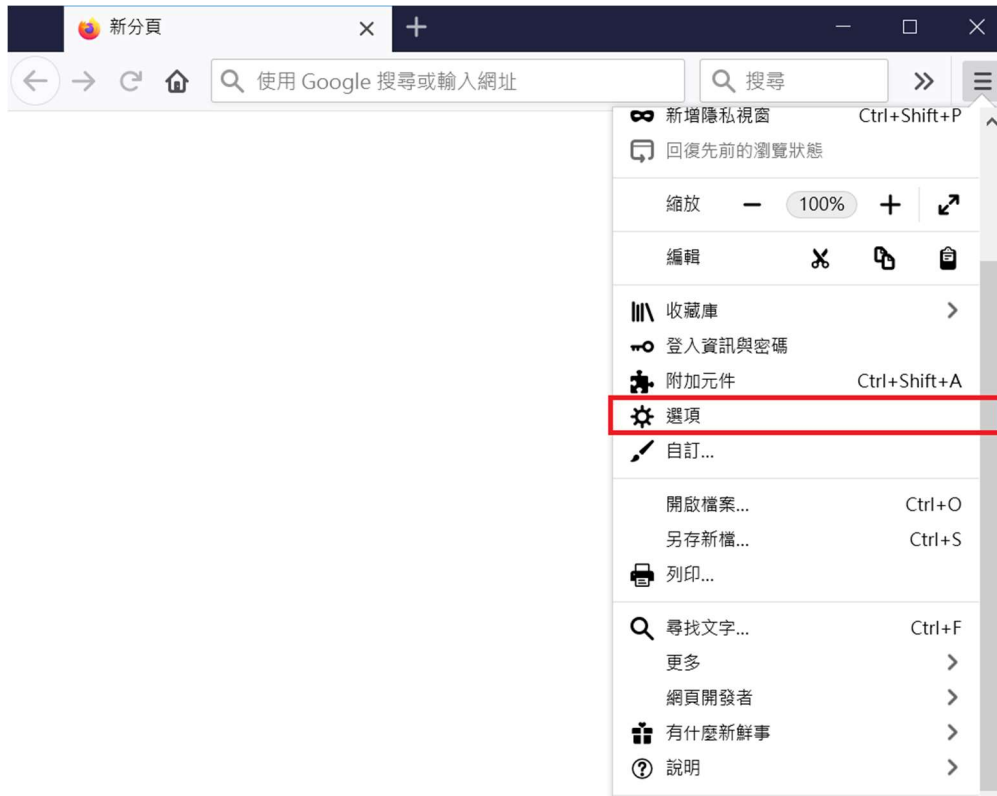 新分頁
使用 Google 搜尋或輸入網址
搜尋
新增隱私視窗 Ctrl+Shift+P
回復先前的瀏覽狀態
縮放 100%
編輯
收藏庫
登入資訊與密碼
附加元件 Ctrl+Shift+A
選項
自訂...
開啟檔案... Ctrl+O
另存新檔... Ctrl+S
列印...
尋找文字... Ctrl+F
更多
網頁開發者
有什麼新鮮事
說明